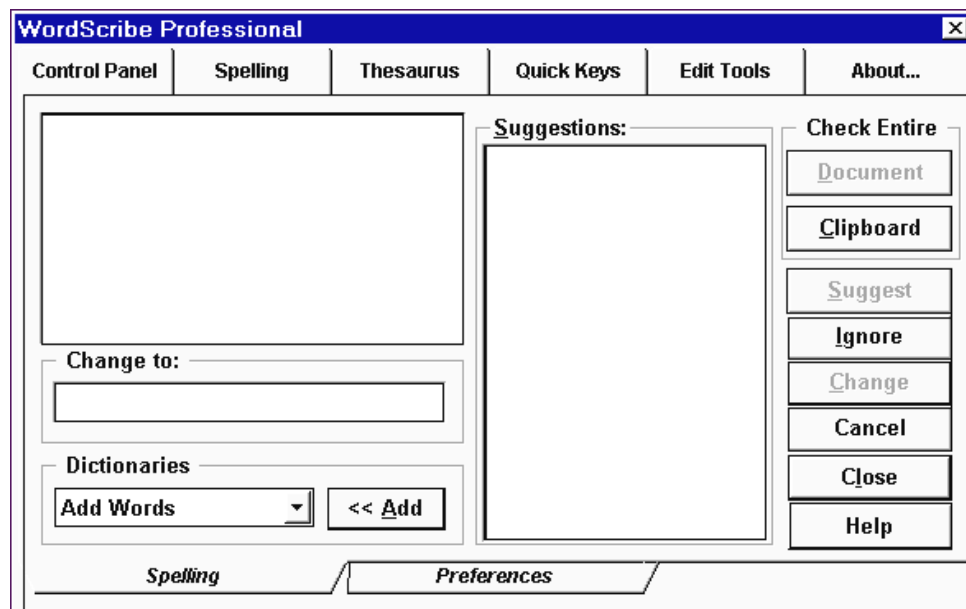 WordScribe Professional
Control Panel Spelling Thesaurus Quick Keys Edit Tools About...
Suggestions:
Check Entire
Document
Clipboard
Suggest
Ignore
Change
Cancel
Close
Help
Change to:
Dictionaries
Add Words << Add
Spelling Preferences